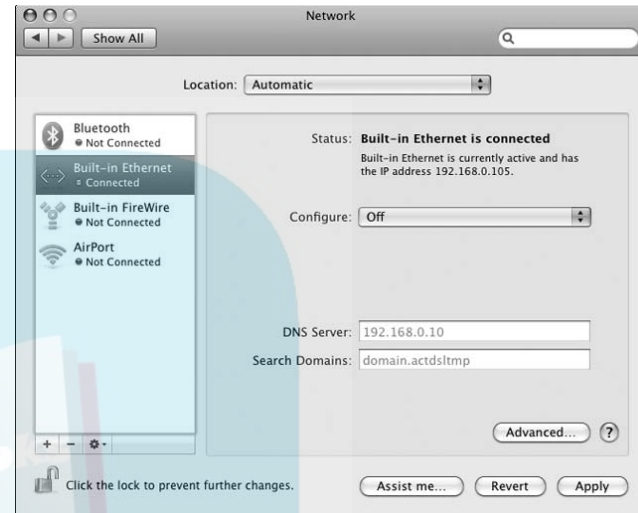 Network
Show All
Location: Automatic
Bluetooth
Not Connected
Built-in Ethernet
Connected
Built-in FireWire
Not Connected
AirPort
Not Connected
Status: Built-in Ethernet is connected
Built-in Ethernet is currently active and has
the IP address 192.168.0.105.
Configure: Off
DNS Server: 192.168.0.10
Search Domains: domain.actdsltmp
Advanced... ?
Click the lock to prevent further changes.
Assist me... Revert Apply